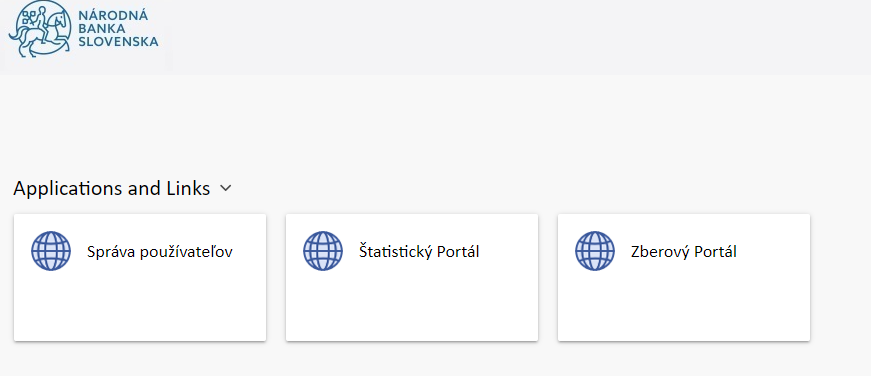 NÁRODNÁ
BANKA
SLOVENSKA
Applications and Links
Správa používateľov
Štatistický Portál
Zberový Portál